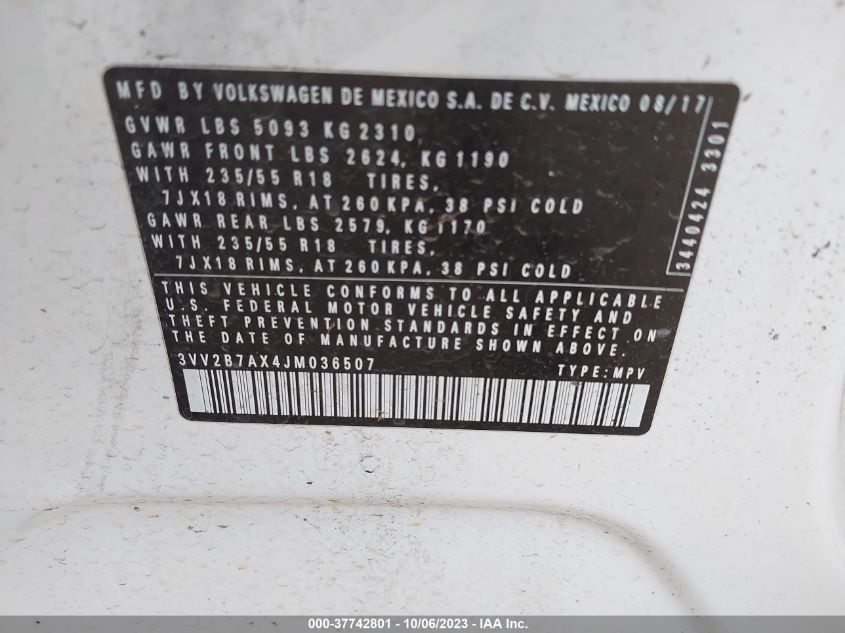 MFD BY VOLKSWAGEN DE MEXICO S.A. DE C.V. MEXICO 08/17
GVWR LBS 5093 KG 2310
GAWR FRONT LBS 2624, KG 1190
WITH 235/55 R18 TIRES,
7JX18 RIMS, AT 260 KPA, 38 PSI COLD
GAWR REAR LBS 2579, KG 1170
WITH 235/55 R18 TIRES,
7JX18 RIMS, AT 260 KPA, 38 PSI COLD
3440424 3301
THIS VEHICLE CONFORMS TO ALL APPLICABLE
U.S. FEDERAL MOTOR VEHICLE SAFETY AND
THEFT PREVENTION STANDARDS IN EFFECT ON
THE DATE OF MANUFACTURE SHOWN ABOVE.
3VV2B7AX4JM036507 TYPE: MPV
000-37742801 - 10/06/2023 - IAA Inc.